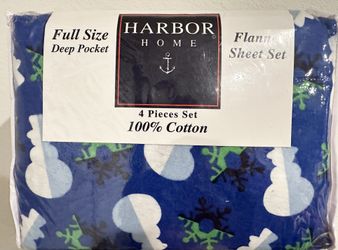 Full Size
Deep Pocket
HARBOR
HOME
Flann
Sheet Set
4 Pieces Set
100% Cotton